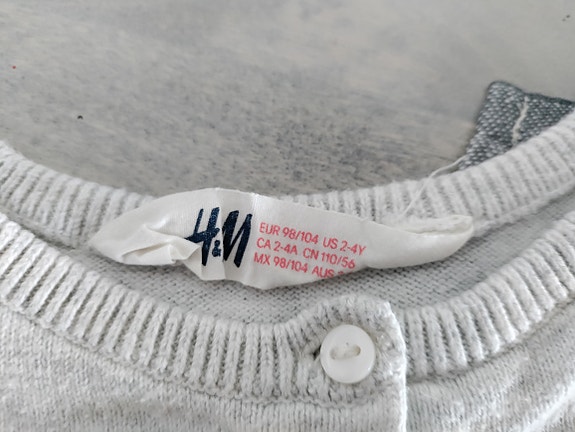 H&M
EUR 98/104 US 2-4Y
CA 2-4A CN 110/56
MX 98/104 AUS